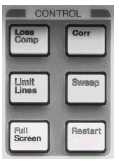 CONTROL
Loss
Comp
Corr
Limit
Lines
Sweep
Full
Screen
Restart